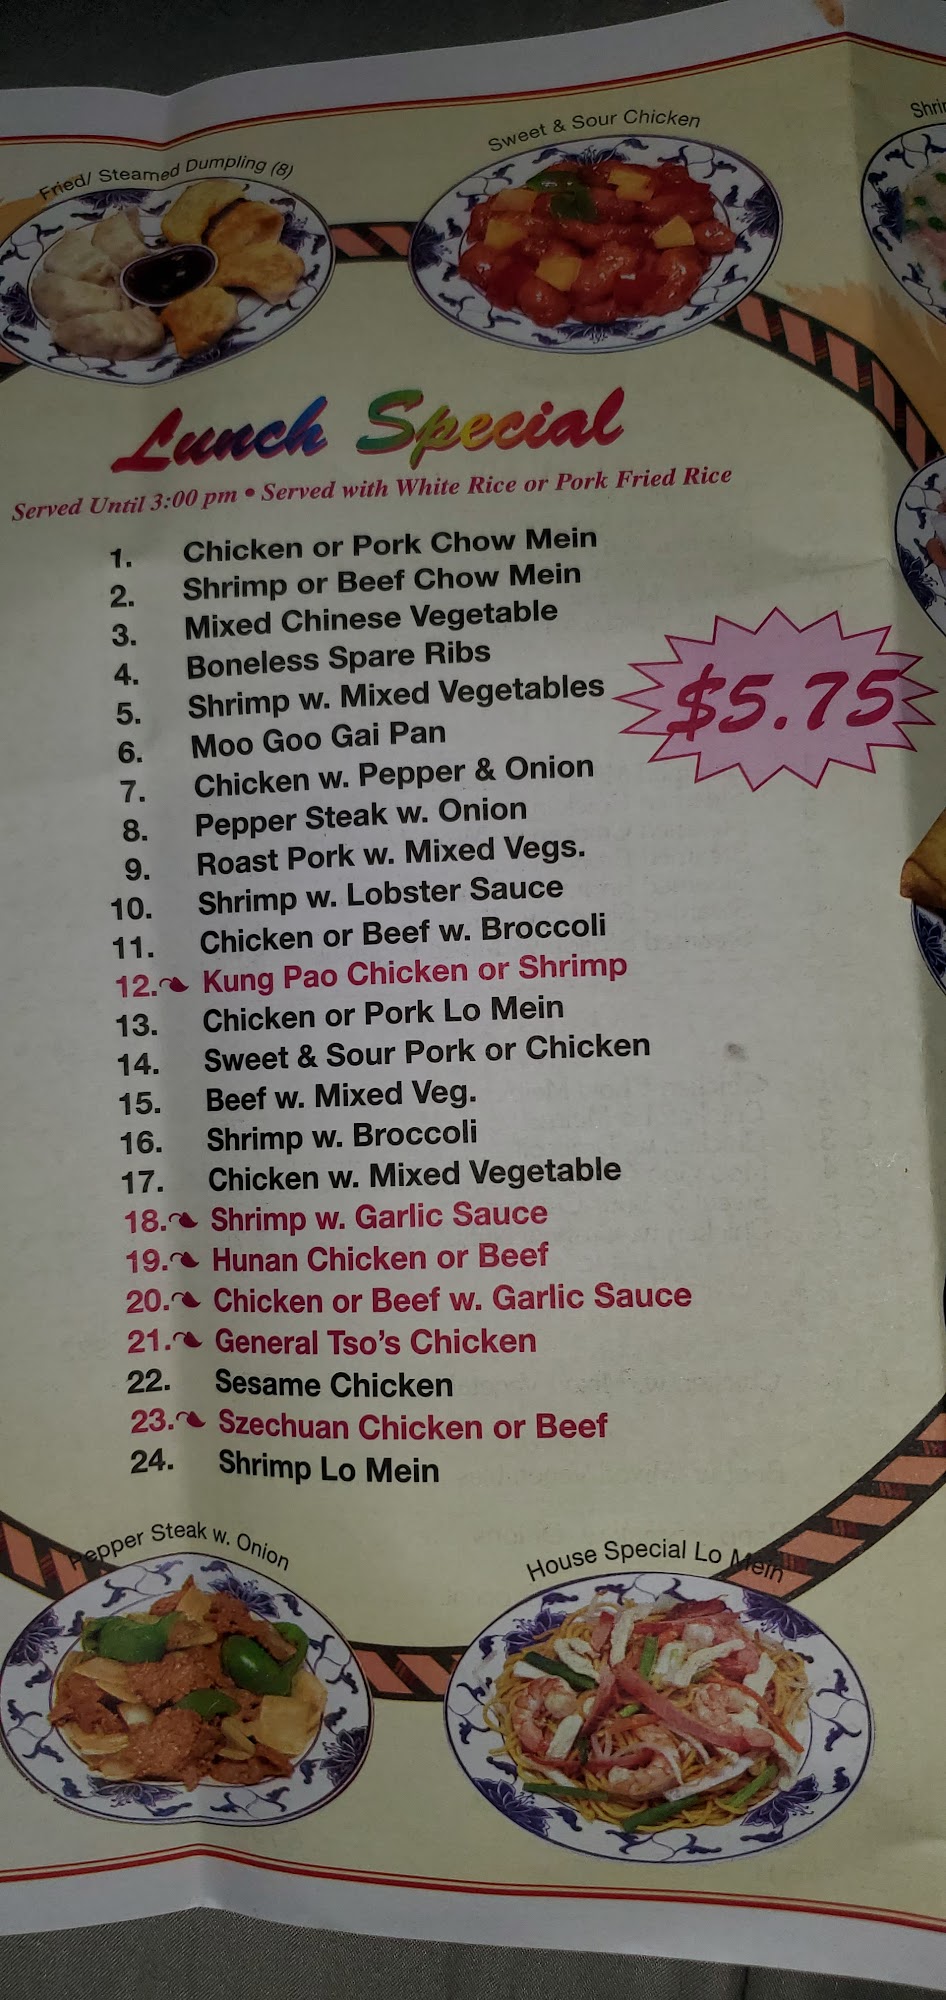 Fried/ Steamed Dumpling (8)
Sweet & Sour Chicken
Lunch Special
Served Until 3:00 pm • Served with White Rice or Pork Fried Rice
1. Chicken or Pork Chow Mein
2. Shrimp or Beef Chow Mein
3. Mixed Chinese Vegetable
4. Boneless Spare Ribs
5. Shrimp w. Mixed Vegetables
$5.75
6. Moo Goo Gai Pan
7. Chicken w. Pepper & Onion
8. Pepper Steak w. Onion
9. Roast Pork w. Mixed Vegs.
10. Shrimp w. Lobster Sauce
11. Chicken or Beef w. Broccoli
12. Kung Pao Chicken or Shrimp
13. Chicken or Pork Lo Mein
14. Sweet & Sour Pork or Chicken
15. Beef w. Mixed Veg.
16. Shrimp w. Broccoli
17. Chicken w. Mixed Vegetable
18. Shrimp w. Garlic Sauce
19. Hunan Chicken or Beef
20. Chicken or Beef w. Garlic Sauce
21. General Tso's Chicken
22. Sesame Chicken
23. Szechuan Chicken or Beef
24. Shrimp Lo Mein
Pepper Steak w. Onion
House Special Lo Mein